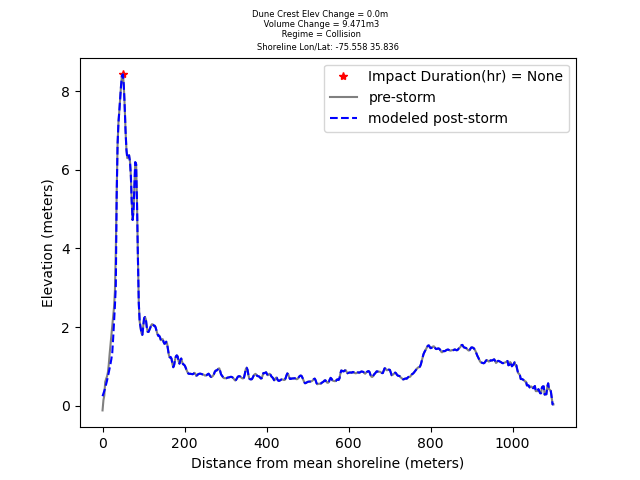 Dune Crest Elev Change = 0.0m
Volume Change = 9.471m3
Regime = Collision
Shoreline Lon/Lat: -75.558 35.836
Impact Duration(hr) = None
pre-storm
modeled post-storm
Elevation (meters)
8
6
4
2
0
0 200 400 600 800 1000
Distance from mean shoreline (meters)